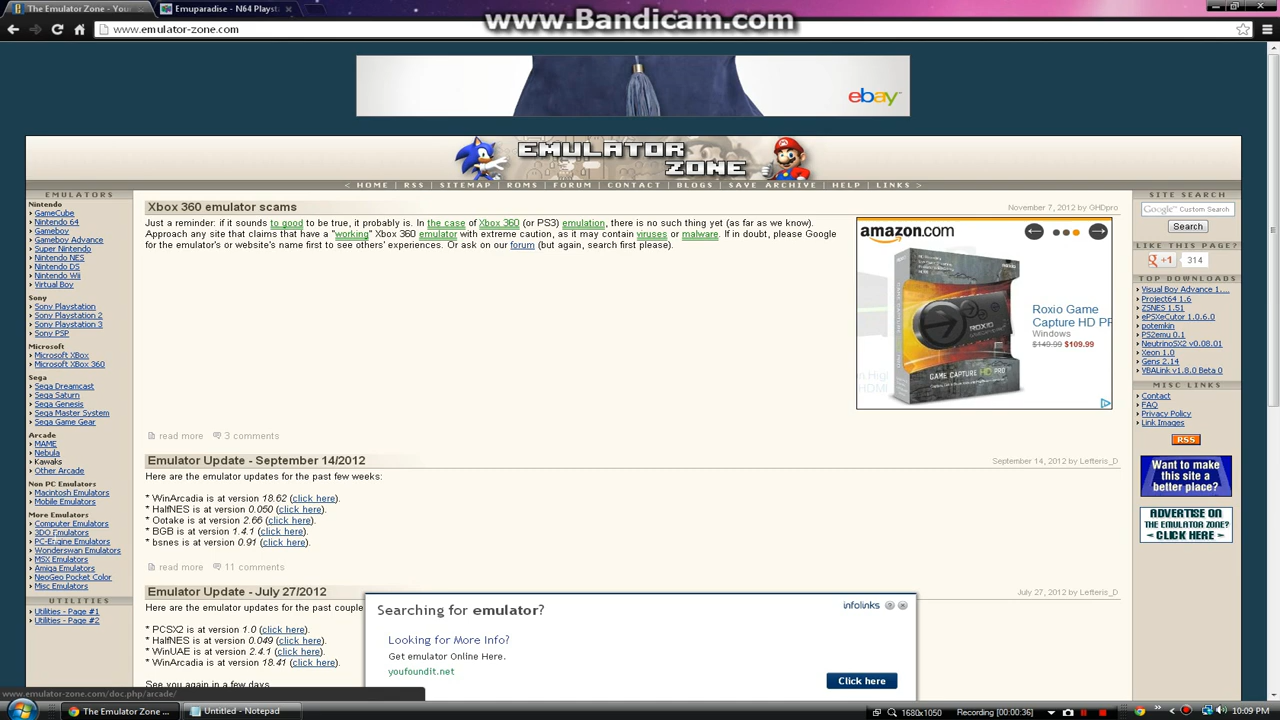 The Emulator Zone - You
Emuparadise - N64 Playst
www.Bandicam.com
www.emulator-zone.com
ebay
EMULATOR
ZONE
< HOME | RSS | SITEMAP | ROMS | FORUM | CONTACT | BLOGS | SAVE ARCHIVE | HELP | LINKS >
EMULATORS
Nintendo
GameCube
Nintendo 64
Gameboy
Gameboy Advance
Super Nintendo
Nintendo NES
Nintendo DS
Nintendo Wii
Virtual Boy
Sony
Sony Playstation
Sony Playstation 2
Sony Playstation 3
Sony PSP
Microsoft
Microsoft XBox
Microsoft XBox 360
Sega
Sega Dreamcast
Sega Saturn
Sega Genesis
Sega Master System
Sega Game Gear
Arcade
MAME
Nebula
Kawaks
Other Arcade
Non PC Emulators
Macintosh Emulators
Mobile Emulators
More Emulators
Computer Emulators
3DO Emulators
PC-Engine Emulators
Wonderswan Emulators
MSX Emulators
Amiga Emulators
NeoGeo Pocket Color
Misc Emulators
UTILITIES
Utilities - Page #1
Utilities - Page #2
Xbox 360 emulator scams
November 7, 2012 by GHDpro
Just a reminder: if it sounds to good to be true, it probably is. In the case of Xbox 360 (or PS3) emulation, there is no such thing yet (as far as we know).
Approach any site that claims that have a "working" Xbox 360 emulator with extreme caution, as it may contain viruses or malware. If in doubt, please Google
for the emulator's or website's name first to see others' experiences. Or ask on our forum (but again, search first please).
amazon.com
ROXIO
GAME CAPTURE HD PRO
Roxio Game
Capture HD PR
Windows
$149.99 $109.99
read more 3 comments
Emulator Update - September 14/2012
September 14, 2012 by Lefteris_D
Here are the emulator updates for the past few weeks:
* WinArcadia is at version 18.62 (click here).
* HalfNES is at version 0.050 (click here).
* Ootake is at version 2.66 (click here).
* BGB is at version 1.4.1 (click here).
* bsnes is at version 0.91 (click here).
read more 11 comments
Emulator Update - July 27/2012
July 27, 2012 by Lefteris_D
Here are the emulator updates for the past couple
* PCSX2 is at version 1.0 (click here).
* HalfNES is at version 0.049 (click here).
* WinUAE is at version 2.4.1 (click here).
* WinArcadia is at version 18.41 (click here).
See you again in a few days
Searching for emulator?
infolinks
Looking for More Info?
Get emulator Online Here.
youfoundit.net
Click here
SITE SEARCH
Google™ Custom Search
Search
LIKE THIS PAGE?
g +1 314
TOP DOWNLOADS
Visual Boy Advance 1....
Project64 1.6
ZSNES 1.51
ePSXeCutor 1.0.6.0
potemkin
PS2emu 0.1
NeutrinoSX2 v0.08.01
Xeon 1.0
Gens 2.14
VBALink v1.8.0 Beta 0
MISC LINKS
Contact
FAQ
Privacy Policy
Link Images
RSS
Want to make
this site a
better place?
ADVERTISE ON
THE EMULATOR ZONE?
CLICK HERE
www.emulator-zone.com/doc.php/arcade/
The Emulator Zone ...
Untitled - Notepad
1680x1050
Recording [00:00:36]
10:09 PM